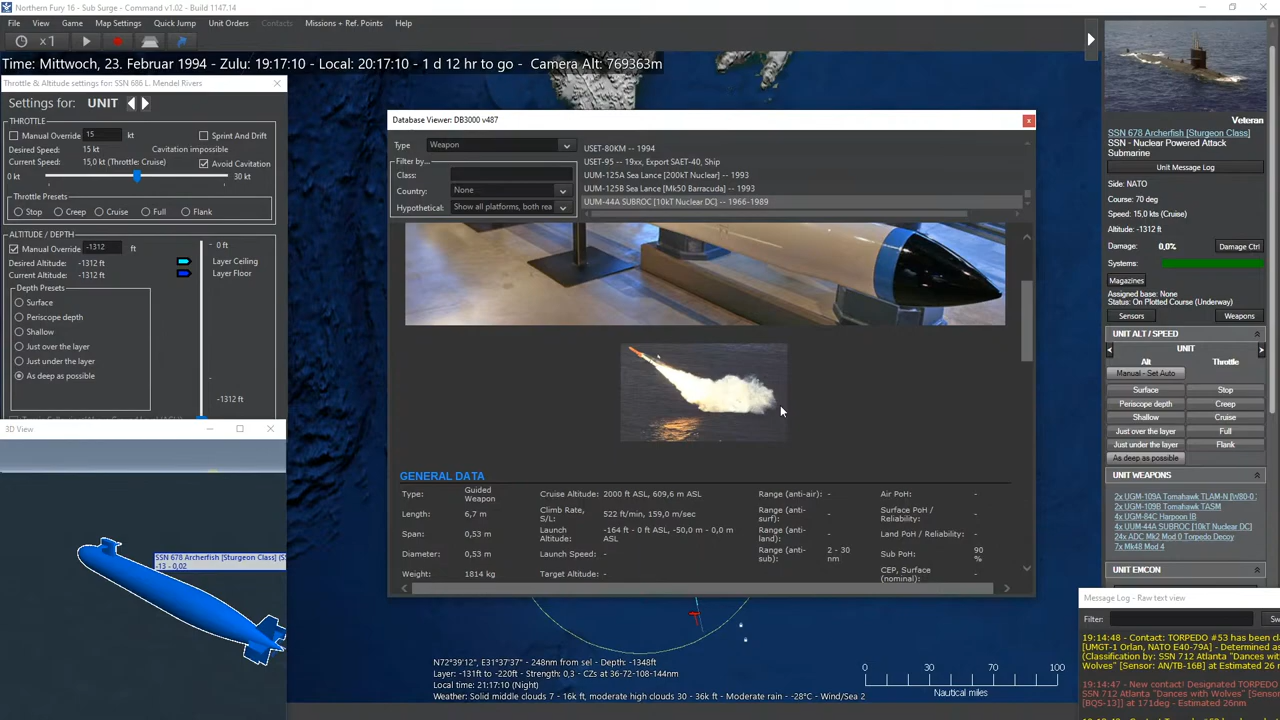 Northern Fury 16 - Sub Surge - Command v1.02 - Build 1147.14
File View Game Map Settings Quick Jump Unit Orders Contacts Missions + Ref. Points Help
x1
Time: Mittwoch, 23. Februar 1994 - Zulu: 19:17:10 - Local: 20:17:10 - 1 d 12 hr to go - Camera Alt: 769363m
Throttle & Altitude settings for: SSN 686 L. Mendel Rivers
Settings for: UNIT
THROTTLE
Manual Override 15 kt Sprint And Drift
Desired Speed: 15 kt Cavitation impossible
Current Speed: 15,0 kt (Throttle: Cruise) Avoid Cavitation
0 kt 30 kt
Throttle Presets
Stop Creep Cruise Full Flank
ALTITUDE / DEPTH
Manual Override -1312 ft - 0 ft
Desired Altitude: -1312 ft Layer Ceiling
Current Altitude: -1312 ft Layer Floor
Depth Presets
Surface
Periscope depth
Shallow
Just over the layer
Just under the layer
As deep as possible
-1312 ft
3D View
SSN 678 Archerfish [Sturgeon Class] (S
-13 - 0,02
Database Viewer: DB3000 v487
x
Type Weapon
Filter by...
Class:
Country: None
Hypothetical: Show all platforms, both rea
USET-80KM -- 1994
USET-95 -- 19xx, Export SAET-40, Ship
UUM-125A Sea Lance [200kT Nuclear] -- 1993
UUM-125B Sea Lance [Mk50 Barracuda] -- 1993
UUM-44A SUBROC [10kT Nuclear DC] -- 1966-1989
GENERAL DATA
Type: Guided Weapon Cruise Altitude: 2000 ft ASL, 609,6 m ASL Range (anti-air): - Air PoH: -
Length: 6,7 m Climb Rate, S/L: 522 ft/min, 159,0 m/sec Range (anti-surf): - Surface PoH / Reliability: -
Span: 0,53 m Launch Altitude: -164 ft - 0 ft ASL, -50,0 m - 0,0 m ASL Range (anti-land): - Land PoH / Reliability: -
Diameter: 0,53 m Launch Speed: - Range (anti-sub): 2 - 30 nm Sub PoH: 90 %
Weight: 1814 kg Target Altitude: - CEP, Surface (nominal): -
N72°39'12", E31°37'37" - 248nm from sel - Depth: -1348ft
Layer: -131ft to -220ft - Strength: 0,3 - CZs at 36-72-108-144nm
Local time: 21:17:10 (Night)
Weather: Solid middle clouds 7 - 16k ft, moderate high clouds 30 - 36k ft - Moderate rain - -28°C - Wind/Sea 2
0 30 70 100
Nautical miles
Veteran
SSN 678 Archerfish [Sturgeon Class]
SSN - Nuclear Powered Attack
Submarine
Unit Message Log
Side: NATO
Course: 70 deg
Speed: 15,0 kts (Cruise)
Altitude: -1312 ft
Damage: 0,0% Damage Ctrl
Systems:
Magazines
Assigned base: None
Status: On Plotted Course (Underway)
Sensors Weapons
UNIT ALT / SPEED
UNIT
Alt Throttle
Manual - Set Auto
Surface Stop
Periscope depth Creep
Shallow Cruise
Just over the layer Full
Just under the layer Flank
As deep as possible
UNIT WEAPONS
2x UGM-109A Tomahawk TLAM-N [W80-0
2x UGM-109B Tomahawk TASM
4x UGM-84C Harpoon IB
4x UUM-44A SUBROC [10kT Nuclear DC]
24x ADC Mk2 Mod 0 Torpedo Decoy
7x Mk48 Mod 4
UNIT EMCON
Message Log - Raw text view
Filter: Sw
19:14:48 - Contact: TORPEDO #53 has been cl
[UMGT-1 Orlan, NATO E40-79A] - Determined as
(Classification by: SSN 712 Atlanta "Dances with
Wolves" [Sensor: AN/TB-16B] at Estimated 26 n
19:14:47 - New contact! Designated TORPEDO
SSN 712 Atlanta "Dances with Wolves" [Senso
[BQS-13]] at 171deg - Estimated 26nm